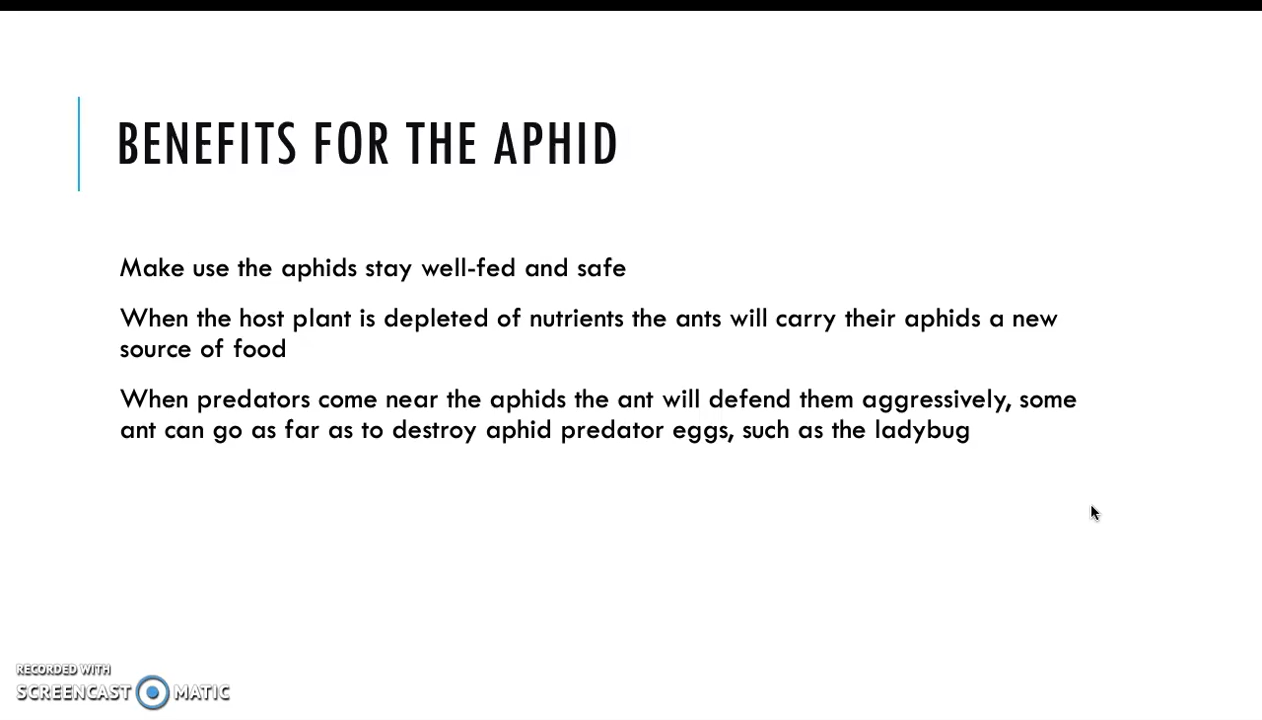 BENEFITS FOR THE APHID
Make use the aphids stay well-fed and safe
When the host plant is depleted of nutrients the ants will carry their aphids a new
source of food
When predators come near the aphids the ant will defend them aggressively, some
ant can go as far as to destroy aphid predator eggs, such as the ladybug
RECORDED WITH
SCREENCAST MATIC